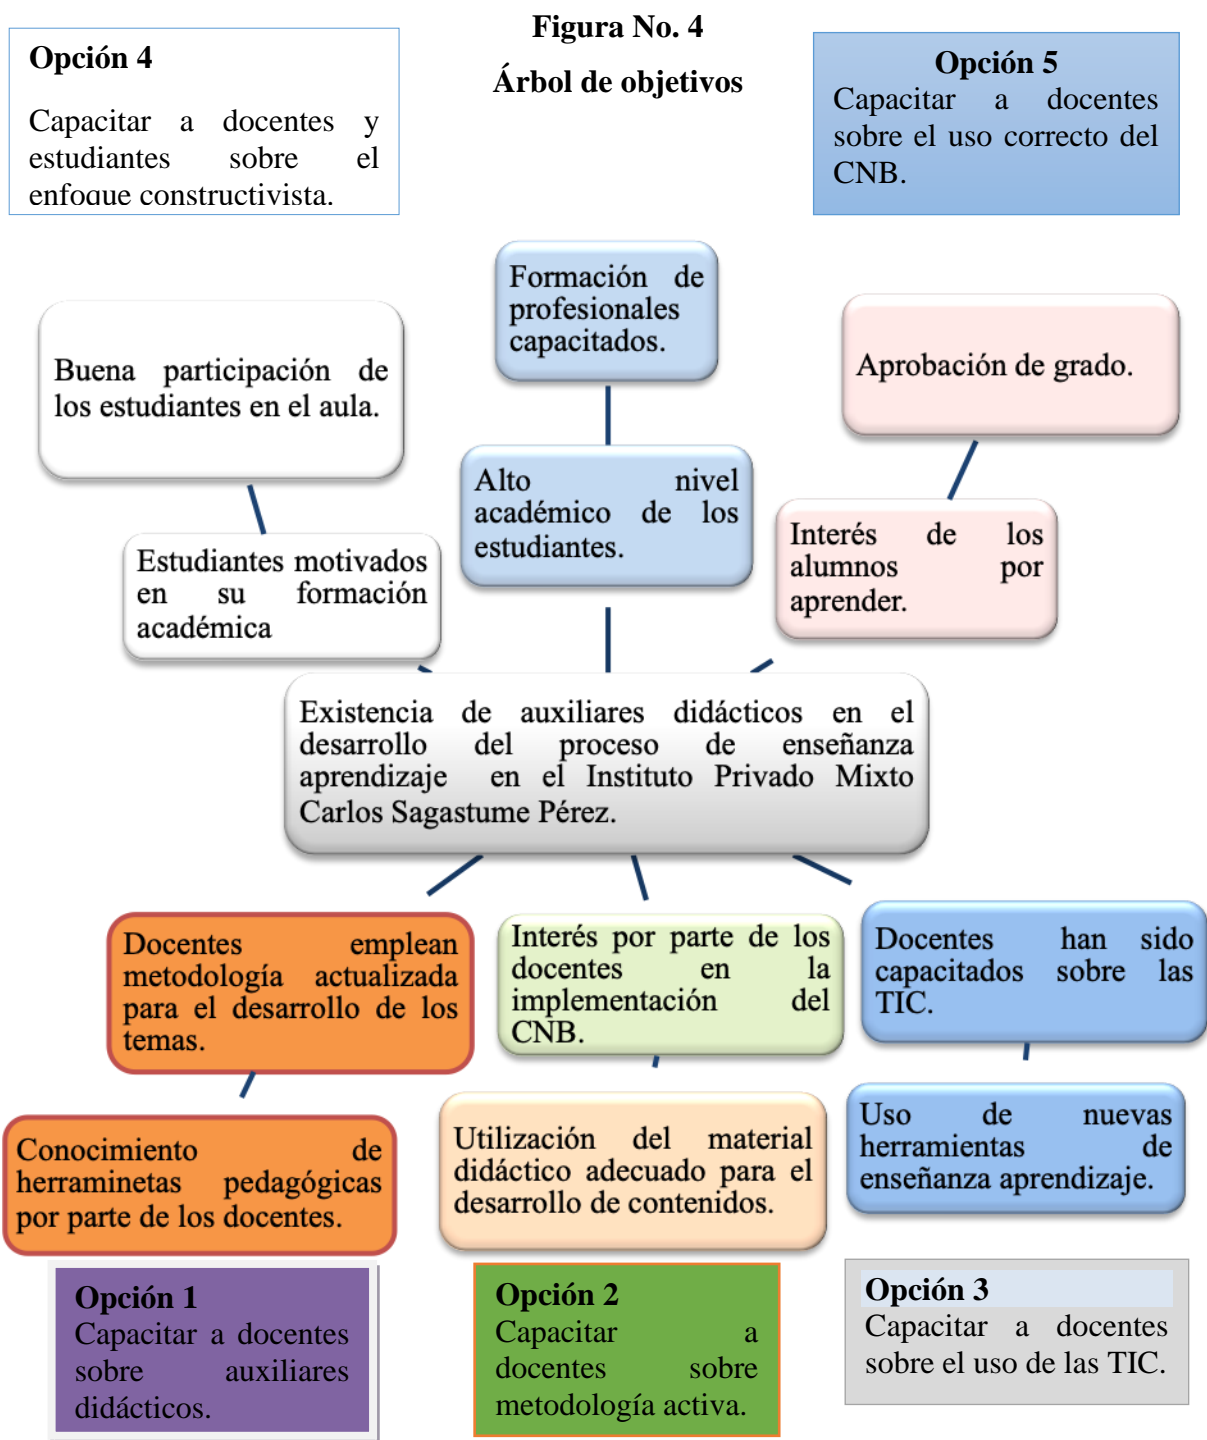 Figura No. 4
Árbol de objetivos
Opción 4
Capacitar a docentes y
estudiantes sobre el
enfoque constructivista.
Opción 5
Capacitar a docentes
sobre el uso correcto del
CNB.
Formación de
profesionales
capacitados.
Buena participación de
los estudiantes en el aula.
Aprobación de grado.
Alto nivel
académico de los
estudiantes.
Estudiantes motivados
en su formación
académica
Interés de los
alumnos por
aprender.
Existencia de auxiliares didácticos en el
desarrollo del proceso de enseñanza
aprendizaje en el Instituto Privado Mixto
Carlos Sagastume Pérez.
Docentes emplean
metodología actualizada
para el desarrollo de los
temas.
Interés por parte de los
docentes en la
implementación del
CNB.
Docentes han sido
capacitados sobre las
TIC.
Conocimiento de
herraminetas pedagógicas
por parte de los docentes.
Utilización del material
didáctico adecuado para el
desarrollo de contenidos.
Uso de nuevas
herramientas de
enseñanza aprendizaje.
Opción 1
Capacitar a docentes
sobre auxiliares
didácticos.
Opción 2
Capacitar a
docentes sobre
metodología activa.
Opción 3
Capacitar a docentes
sobre el uso de las TIC.